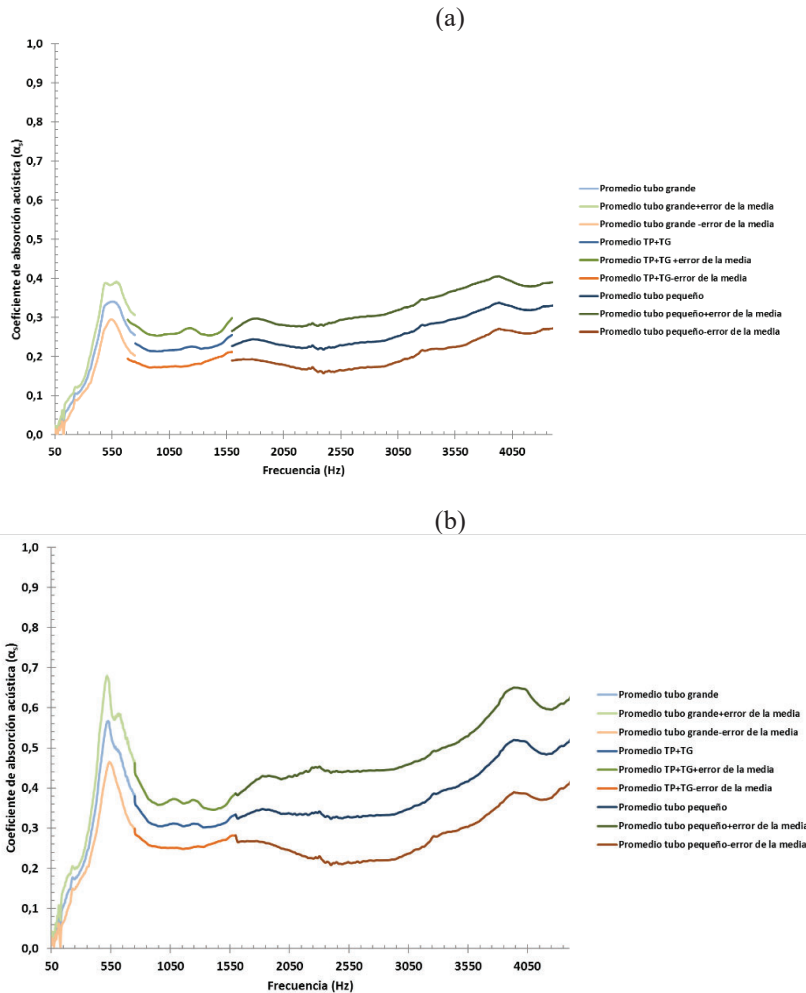 (a)
1,0
0,9
0,8
0,7
0,6
0,5
0,4
0,3
0,2
0,1
0,0
Coeficiente de absorción acústica (αs)
50 550 1050 1550 2050 2550 3050 3550 4050
Frecuencia (Hz)
Promedio tubo grande
Promedio tubo grande+error de la media
Promedio tubo grande -error de la media
Promedio TP+TG
Promedio TP+TG +error de la media
Promedio TP+TG-error de la media
Promedio tubo pequeño
Promedio tubo pequeño+error de la media
Promedio tubo pequeño-error de la media
(b)
1,0
0,9
0,8
0,7
0,6
0,5
0,4
0,3
0,2
0,1
0,0
Coeficiente de absorción acústica (αs)
50 550 1050 1550 2050 2550 3050 3550 4050
Frecuencia (Hz)
Promedio tubo grande
Promedio tubo grande+error de la media
Promedio tubo grande-error de la media
Promedio TP+TG
Promedio TP+TG+error de la media
Promedio TP+TG-error de la media
Promedio tubo pequeño
Promedio tubo pequeño+error de la media
Promedio tubo pequeño-error de la media